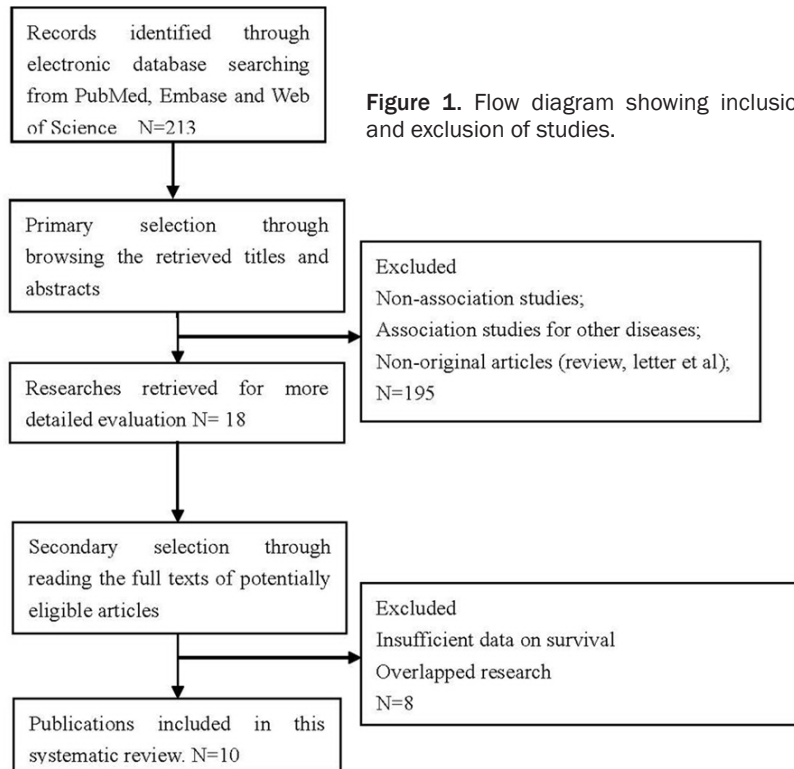 Records identified through
electronic database searching
from PubMed, Embase and Web
of Science N=213
Figure 1. Flow diagram showing inclusio
and exclusion of studies.
Primary selection through
browsing the retrieved titles and
abstracts
Excluded
Non-association studies;
Association studies for other diseases;
Non-original articles (review, letter et al);
N=195
Researches retrieved for more
detailed evaluation N= 18
Secondary selection through
reading the full texts of potentially
eligible articles
Excluded
Insufficient data on survival
Overlapped research
N=8
Publications included in this
systematic review. N=10